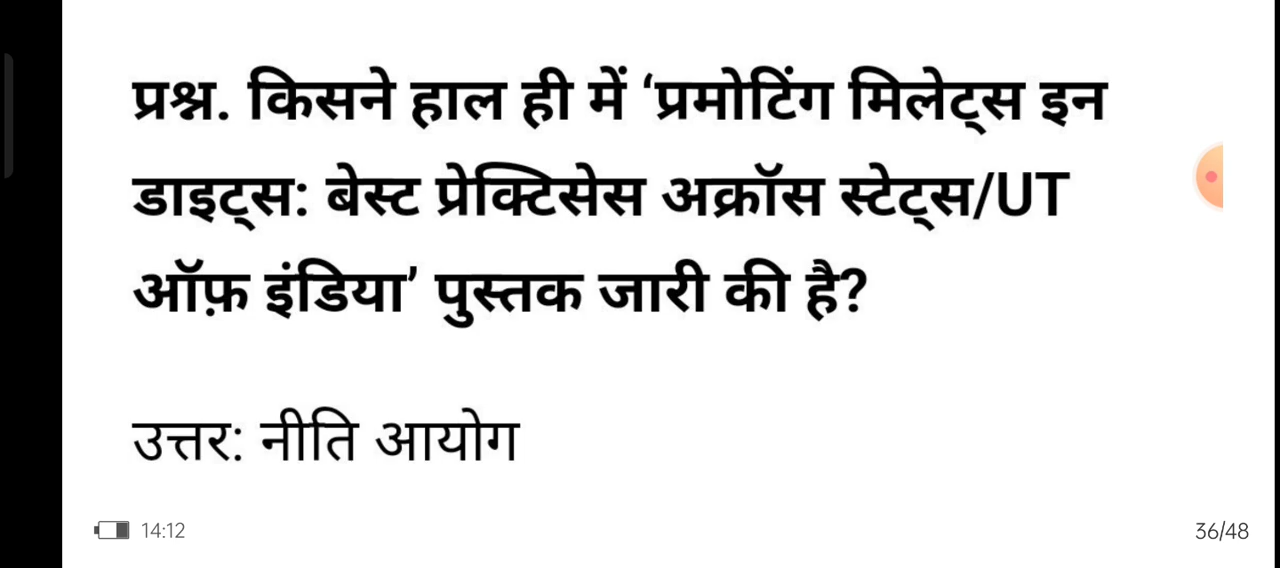 प्रश्न. किसने हाल ही में ‘प्रमोटिंग मिलेट्स इन
डाइट्स: बेस्ट प्रेक्टिसेस अक्रॉस स्टेट्स/UT
ऑफ़ इंडिया’ पुस्तक जारी की है?
उत्तर: नीति आयोग
14:12
36/48